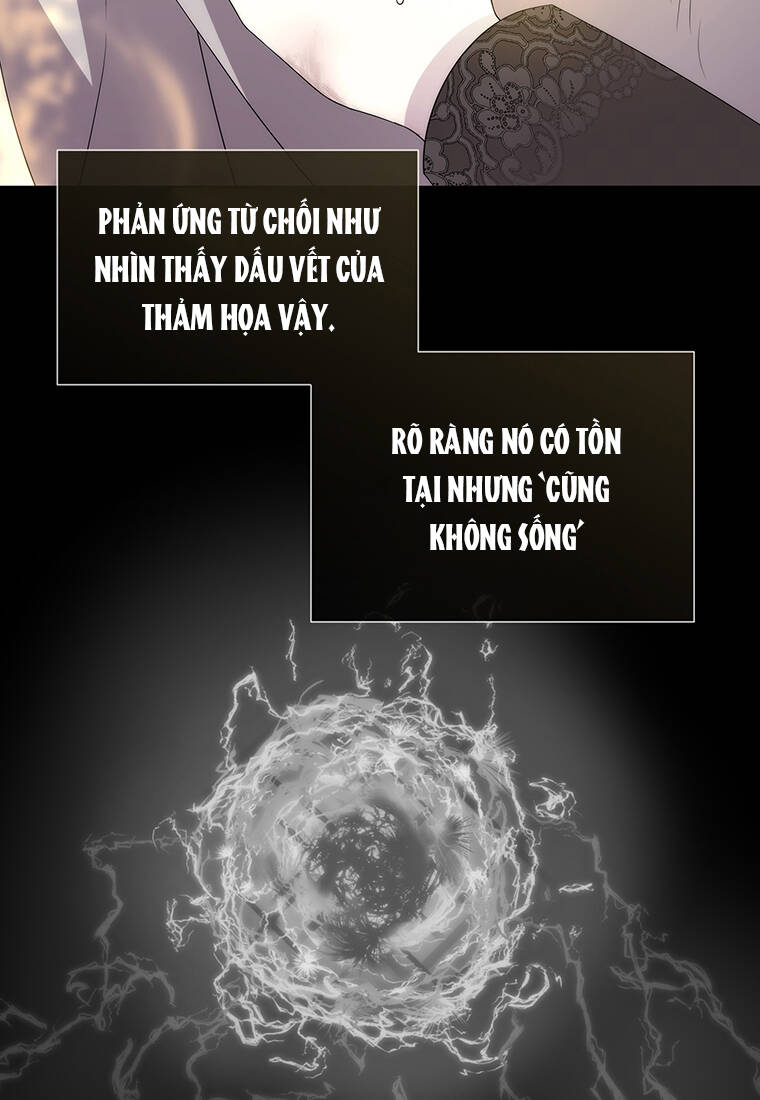 PHẢN ỨNG TỪ CHỐI NHƯ
NHÌN THẤY DẤU VẾT CỦA
THẢM HỌA VẬY.
RÕ RÀNG NÓ CÓ TỒN
TẠI NHƯNG 'CŨNG
KHÔNG SỐNG'